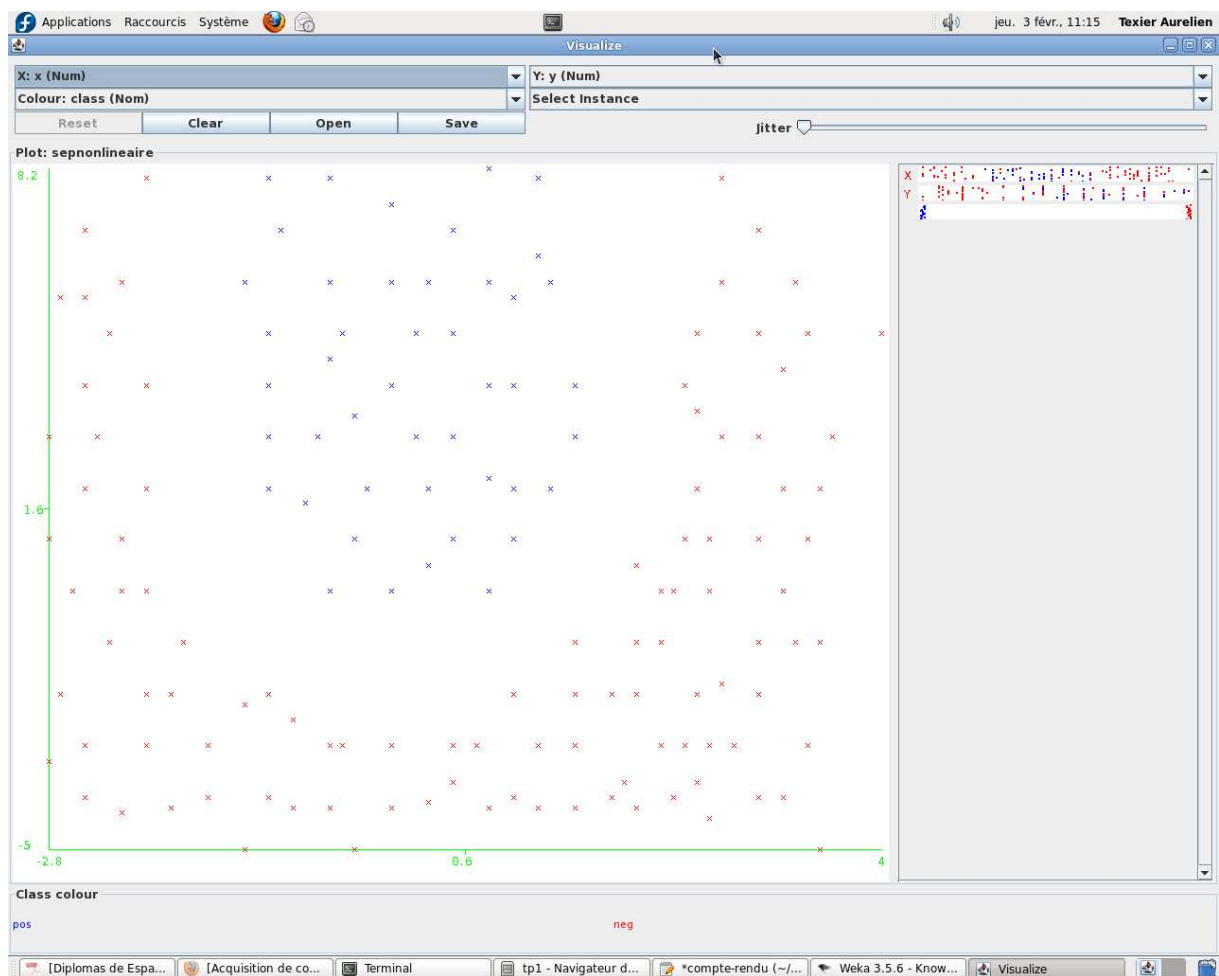 Applications Raccourcis Système jeu. 3 févr., 11:15 Texier Aurelien
Visualize
X: x (Num) Y: y (Num)
Colour: class (Nom) Select Instance
Reset Clear Open Save Jitter
Plot: sepnonlineaire
8.2
1.6
-5
-2.8 0.6 4
X
Y
Class colour
pos neg
[Diplomas de Espa... [Acquisition de co... Terminal tp1 - Navigateur d... *compte-rendu (~/... Weka 3.5.6 - Know... Visualize